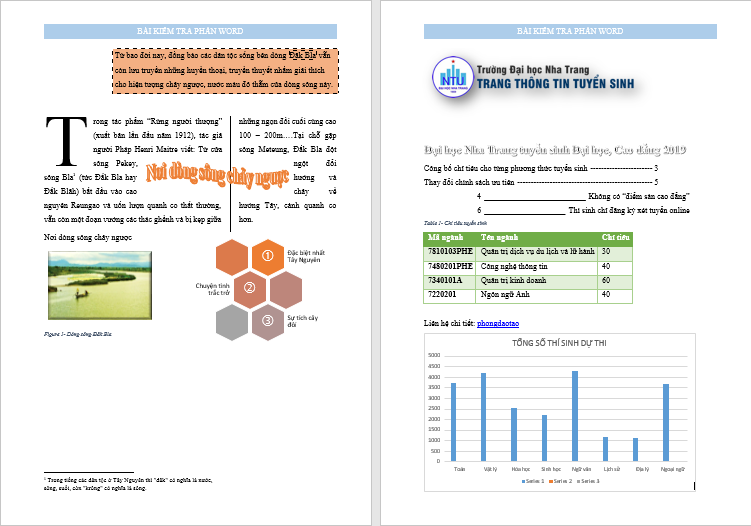 BÀI KIỂM TRA PHẦN WORD
Từ bao đời nay, đồng bào các dân tộc sống bên dòng Đăk Bla vẫn
còn lưu truyền những huyền thoại, truyền thuyết nhằm giải thích
cho hiện tượng chảy ngược, nước màu đỏ thẫm của dòng sông này.
Trong tác phẩm “Rừng người thượng”
(xuất bản lần đầu năm 1912), tác giả
người Pháp Henri Maitre viết: Từ cửa
sông Pekey,
sông Bla¹ (tức Đăk Bla hay
Đăk Blăh) bắt đầu vào cao
nguyên Reungao và uốn lượn quanh co thất thường,
vẫn còn một đoạn vướng các thác ghềnh và bị kẹp giữa
những ngọn đồi cuối cùng cao
100 – 200m.…Tại chỗ gặp
sông Meteung, Đăk Bla đột
ngột đổi
hướng và
chảy về
hướng Tây, cánh quanh co
hơn.
Nơi dòng sông chảy ngược
Nơi dòng sông chảy ngược
Đặc biệt nhất
Tây Nguyên
Chuyện tình
trắc trở
Sự tích cây
đôi
1
2
3
Figure 1- Dòng sông Đăk Bla
¹ Trong tiếng các dân tộc ở Tây Nguyên thì "đăk" có nghĩa là nước,
sông, suối, còn "krông" có nghĩa là sông.
BÀI KIỂM TRA PHẦN WORD
NTU
Trường Đại học Nha Trang
TRANG THÔNG TIN TUYỂN SINH
Đại học Nha Trang tuyển sinh Đại học, Cao đẳng 2019
Công bố chỉ tiêu cho từng phương thức tuyển sinh ----------------------- 3
Thay đổi chính sách ưu tiên ------------------------------------------------- 5
4 __________________________ Không có “điểm sàn cao đẳng”
6 _____________________ Thí sinh chỉ đăng ký xét tuyển online
Table 1- Chỉ tiêu tuyển sinh
Mã ngành Tên ngành Chỉ tiêu
7810103PHE Quản trị dịch vụ du lịch và lữ hành 30
7480201PHE Công nghệ thông tin 40
7340101A Quản trị kinh doanh 60
7220201 Ngôn ngữ Anh 40
Liên hệ chi tiết: phongdaotao
TỔNG SỐ THÍ SINH DỰ THI
5000
4500
4000
3500
3000
2500
2000
1500
1000
500
0
Toán Vật lý Hóa học Sinh học Ngữ văn Lịch sử Địa lý Ngoại ngữ
Series 1 Series 2 Series 3